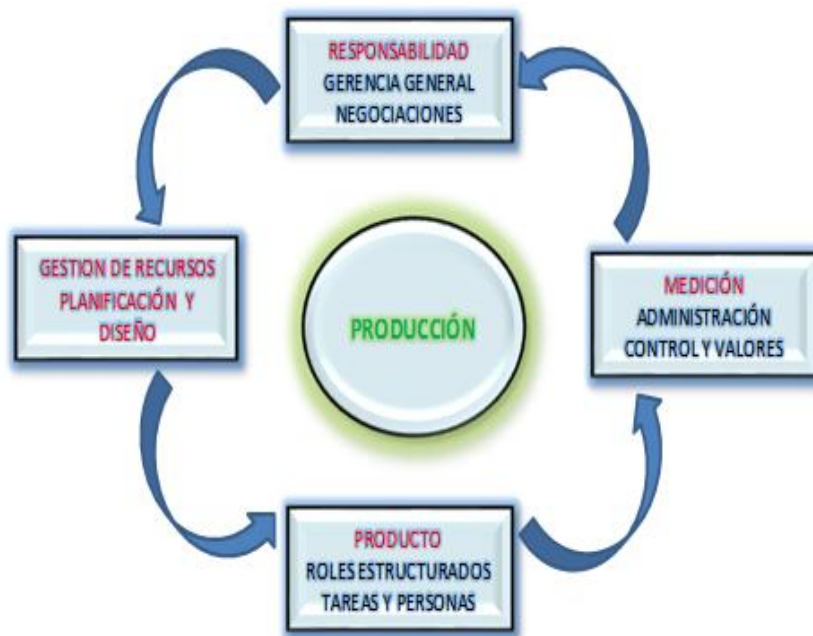 RESPONSABILIDAD
GERENCIA GENERAL
NEGOCIACIONES
GESTION DE RECURSOS
PLANIFICACIÓN Y
DISEÑO
PRODUCCIÓN
MEDICIÓN
ADMINISTRACIÓN
CONTROL Y VALORES
PRODUCTO
ROLES ESTRUCTURADOS
TAREAS Y PERSONAS